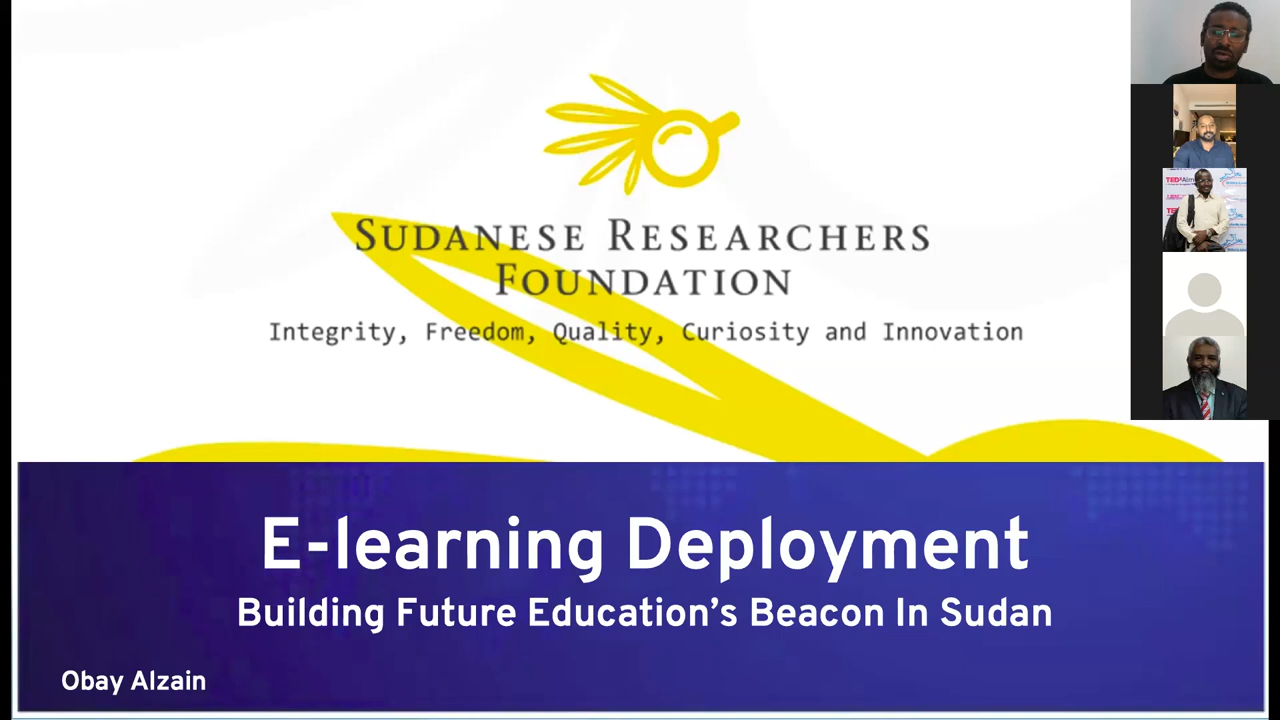 SUDANESE RESEARCHERS
FOUNDATION
Integrity, Freedom, Quality, Curiosity and Innovation
E-learning Deployment
Building Future Education’s Beacon In Sudan
Obay Alzain